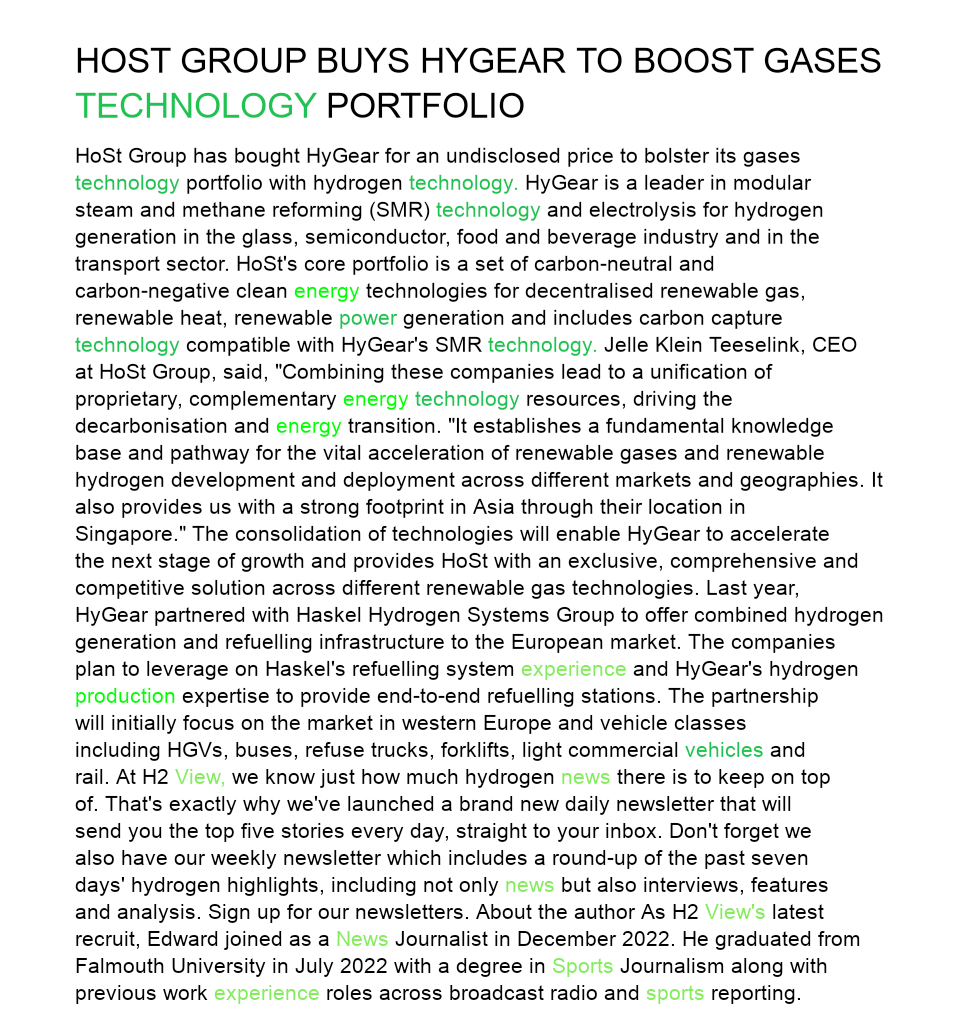 HOST GROUP BUYS HYGEAR TO BOOST GASES
TECHNOLOGY PORTFOLIO
HoSt Group has bought HyGear for an undisclosed price to bolster its gases
technology portfolio with hydrogen technology. HyGear is a leader in modular
steam and methane reforming (SMR) technology and electrolysis for hydrogen
generation in the glass, semiconductor, food and beverage industry and in the
transport sector. HoSt's core portfolio is a set of carbon-neutral and
carbon-negative clean energy technologies for decentralised renewable gas,
renewable heat, renewable power generation and includes carbon capture
technology compatible with HyGear's SMR technology. Jelle Klein Teeselink, CEO
at HoSt Group, said, "Combining these companies lead to a unification of
proprietary, complementary energy technology resources, driving the
decarbonisation and energy transition. "It establishes a fundamental knowledge
base and pathway for the vital acceleration of renewable gases and renewable
hydrogen development and deployment across different markets and geographies. It
also provides us with a strong footprint in Asia through their location in
Singapore." The consolidation of technologies will enable HyGear to accelerate
the next stage of growth and provides HoSt with an exclusive, comprehensive and
competitive solution across different renewable gas technologies. Last year,
HyGear partnered with Haskel Hydrogen Systems Group to offer combined hydrogen
generation and refuelling infrastructure to the European market. The companies
plan to leverage on Haskel's refuelling system experience and HyGear's hydrogen
production expertise to provide end-to-end refuelling stations. The partnership
will initially focus on the market in western Europe and vehicle classes
including HGVs, buses, refuse trucks, forklifts, light commercial vehicles and
rail. At H2 View, we know just how much hydrogen news there is to keep on top
of. That's exactly why we've launched a brand new daily newsletter that will
send you the top five stories every day, straight to your inbox. Don't forget we
also have our weekly newsletter which includes a round-up of the past seven
days' hydrogen highlights, including not only news but also interviews, features
and analysis. Sign up for our newsletters. About the author As H2 View's latest
recruit, Edward joined as a News Journalist in December 2022. He graduated from
Falmouth University in July 2022 with a degree in Sports Journalism along with
previous work experience roles across broadcast radio and sports reporting.